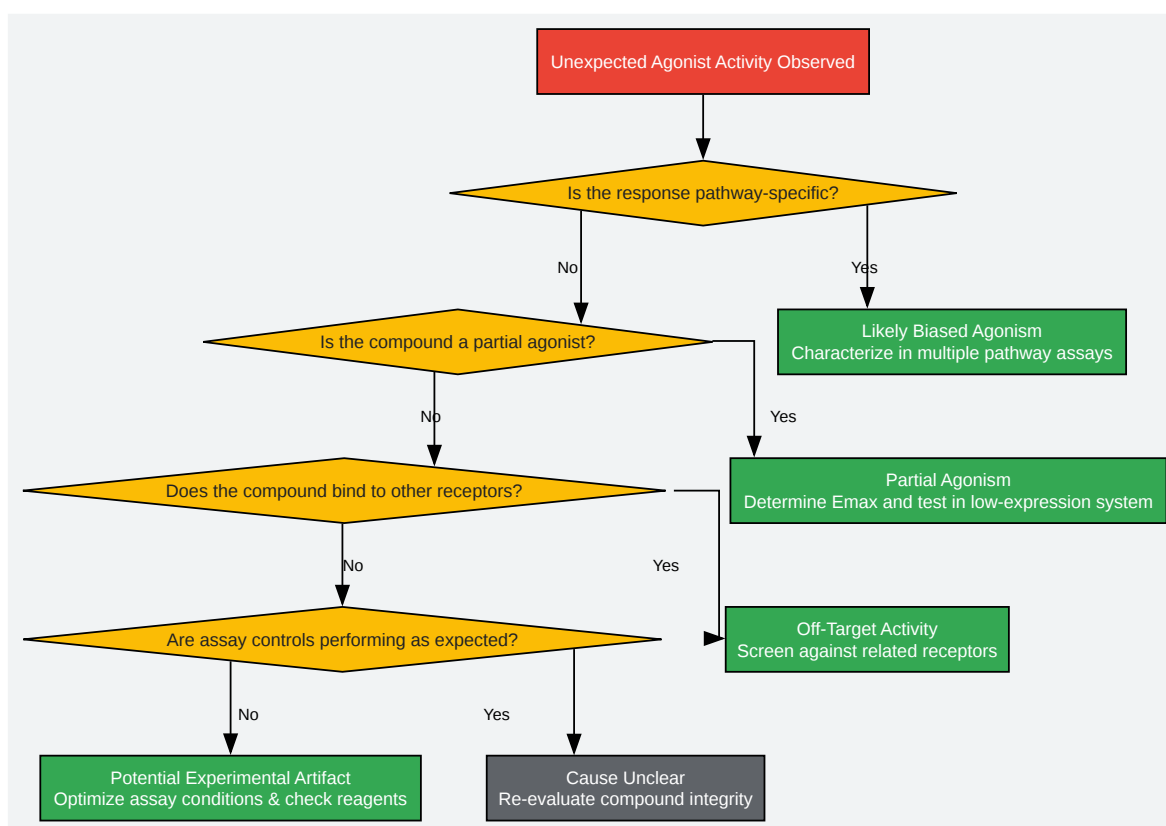 Unexpected Agonist Activity Observed
Is the response pathway-specific?
No
Yes
Likely Biased Agonism
Characterize in multiple pathway assays
Is the compound a partial agonist?
No
Yes
Partial Agonism
Determine Emax and test in low-expression system
Does the compound bind to other receptors?
No
Yes
Off-Target Activity
Screen against related receptors
Are assay controls performing as expected?
No
Yes
Potential Experimental Artifact
Optimize assay conditions & check reagents
Cause Unclear
Re-evaluate compound integrity